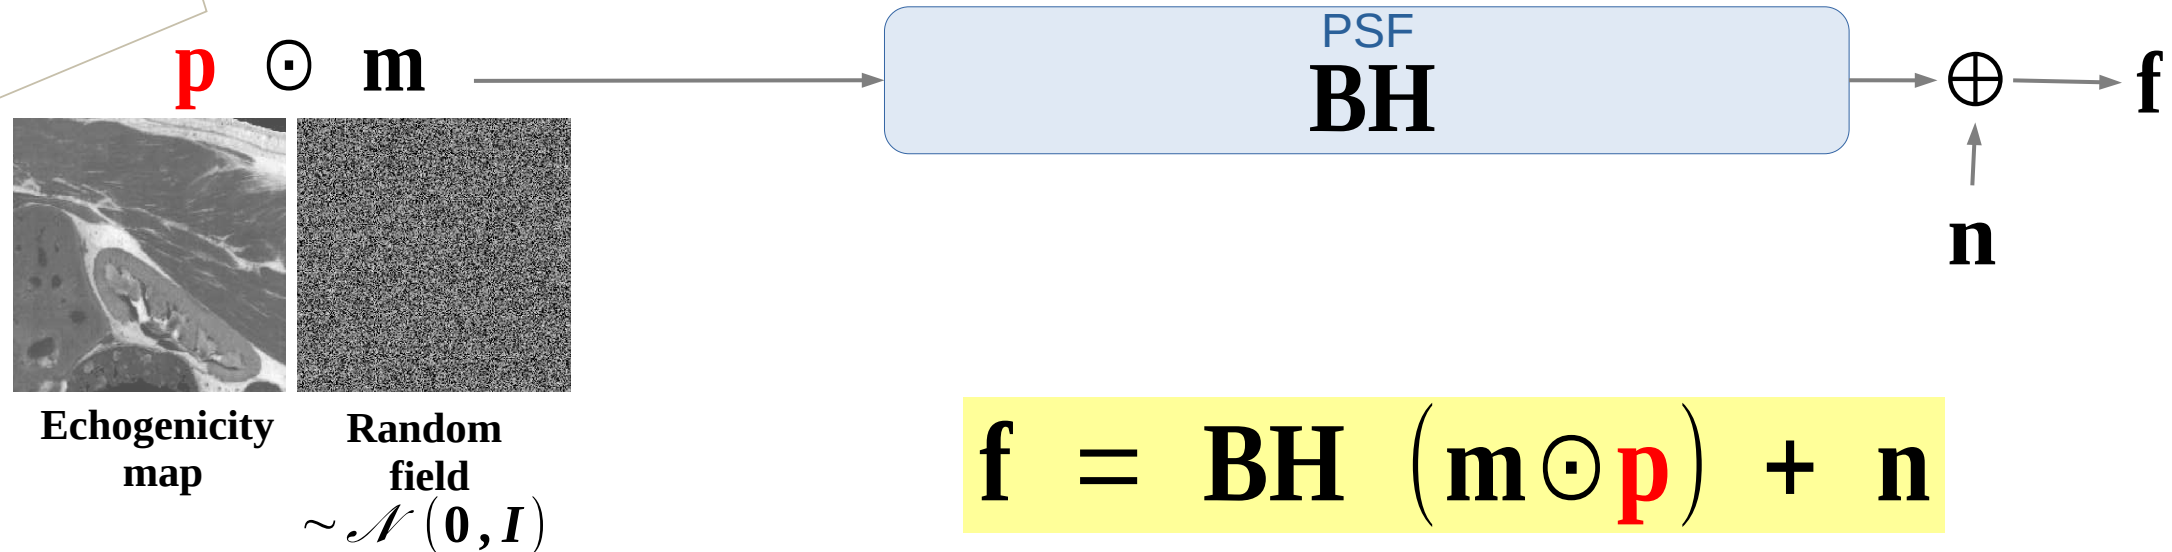 p ⊙ m
PSF
BH
⊕
f
n
Echogenicity
map
Random
field
~𝒩(0,I)
f = BH (m⊙p) + n